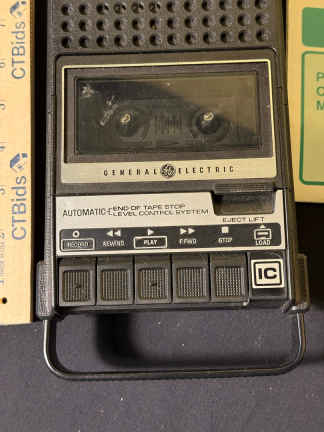 CTBids
CTBids
GENERAL GE ELECTRIC
AUTOMATIC END OF TAPE STOP
LEVEL CONTROL SYSTEM
EJECT LIFT
RECORD REWIND PLAY F.FWD STOP LOAD
IC
P
C
M